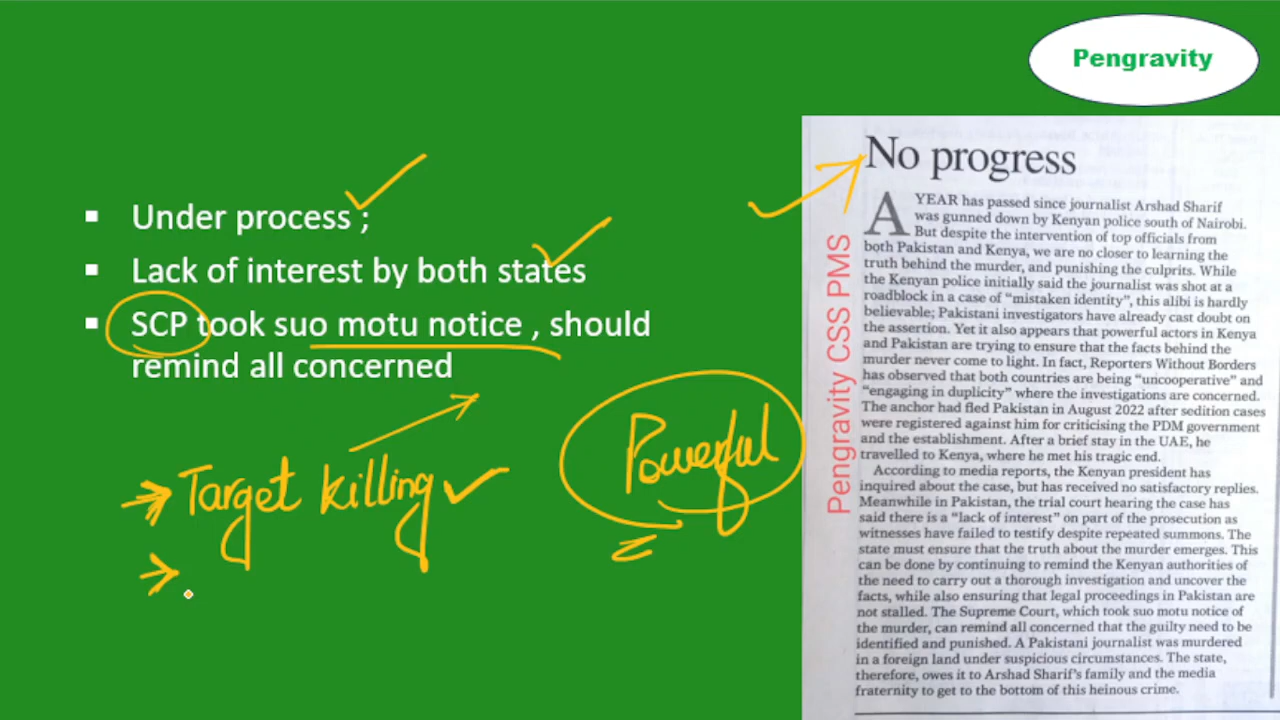 Pengravity
Under process ;
Lack of interest by both states
SCP took suo motu notice , should
remind all concerned
Target killing
Powerful
Pengravity CSS PMS
No progress
A YEAR has passed since journalist Arshad Sharif
was gunned down by Kenyan police south of Nairobi.
But despite the intervention of top officials from
both Pakistan and Kenya, we are no closer to learning the
truth behind the murder, and punishing the culprits. While
the Kenyan police initially said the journalist was shot at a
roadblock in a case of “mistaken identity”, this alibi is hardly
believable; Pakistani investigators have already cast doubt on
the assertion. Yet it also appears that powerful actors in Kenya
and Pakistan are trying to ensure that the facts behind the
murder never come to light. In fact, Reporters Without Borders
has observed that both countries are being “uncooperative” and
“engaging in duplicity” where the investigations are concerned.
The anchor had fled Pakistan in August 2022 after sedition cases
were registered against him for criticising the PDM government
and the establishment. After a brief stay in the UAE, he
travelled to Kenya, where he met his tragic end.
According to media reports, the Kenyan president has
inquired about the case, but has received no satisfactory replies.
Meanwhile in Pakistan, the trial court hearing the case has
said there is a “lack of interest” on part of the prosecution as
witnesses have failed to testify despite repeated summons. The
state must ensure that the truth about the murder emerges. This
can be done by continuing to remind the Kenyan authorities of
the need to carry out a thorough investigation and uncover the
facts, while also ensuring that legal proceedings in Pakistan are
not stalled. The Supreme Court, which took suo motu notice of
the murder, can remind all concerned that the guilty need to be
identified and punished. A Pakistani journalist was murdered
in a foreign land under suspicious circumstances. The state,
therefore, owes it to Arshad Sharif’s family and the media
fraternity to get to the bottom of this heinous crime.